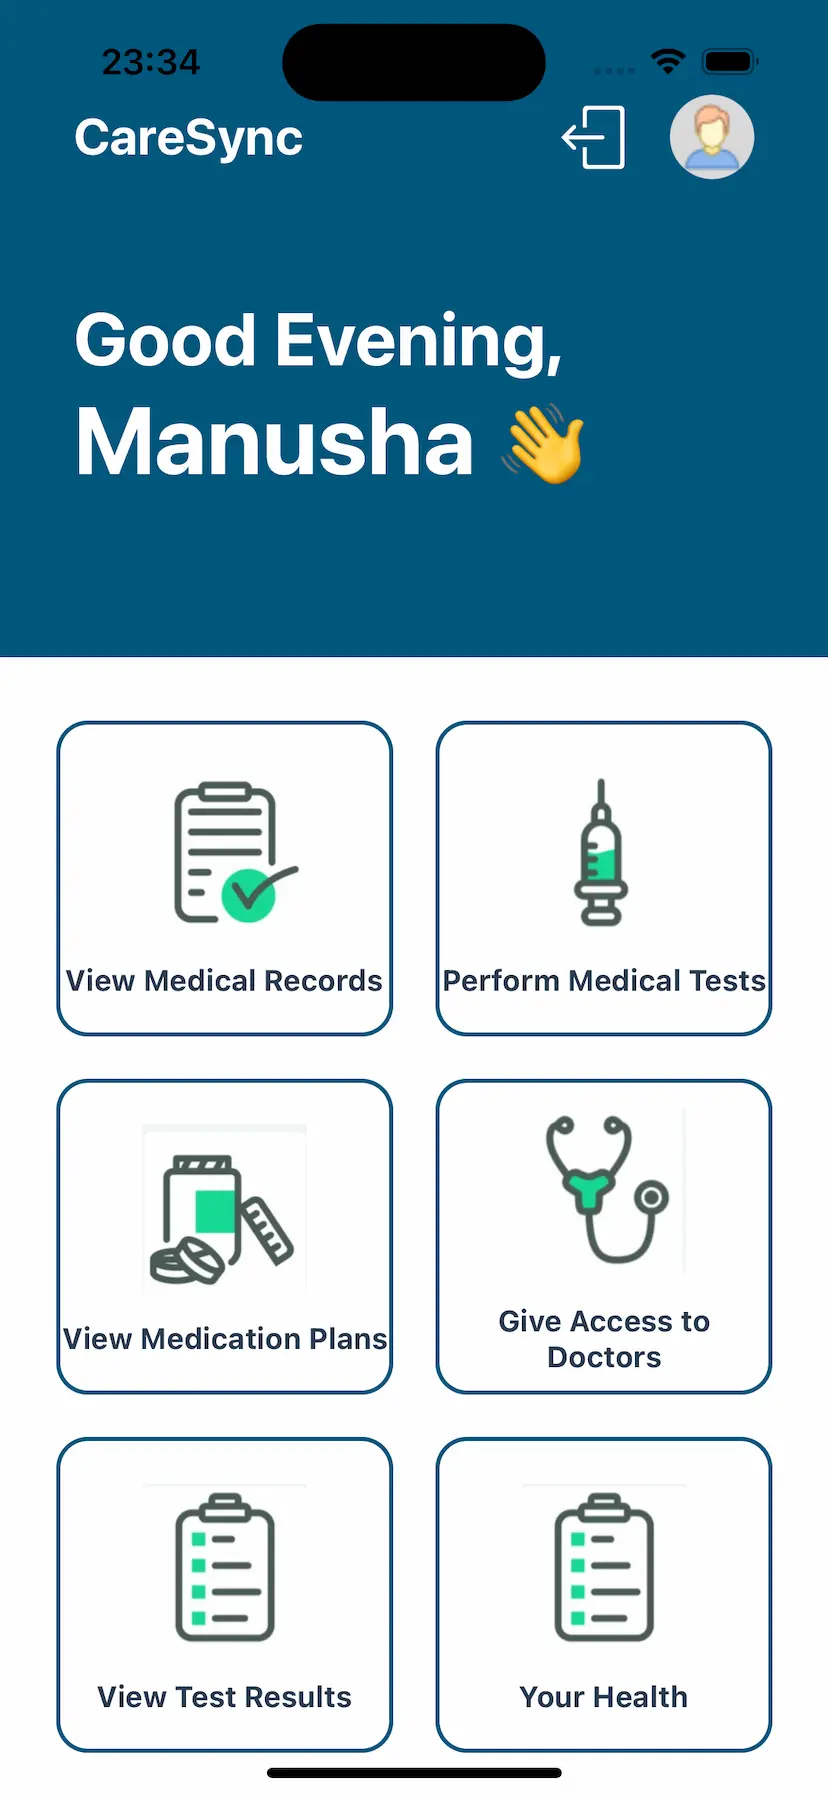 23:34
CareSync
Good Evening,
Manusha 👋
View Medical Records
Perform Medical Tests
View Medication Plans
Give Access to
Doctors
View Test Results
Your Health